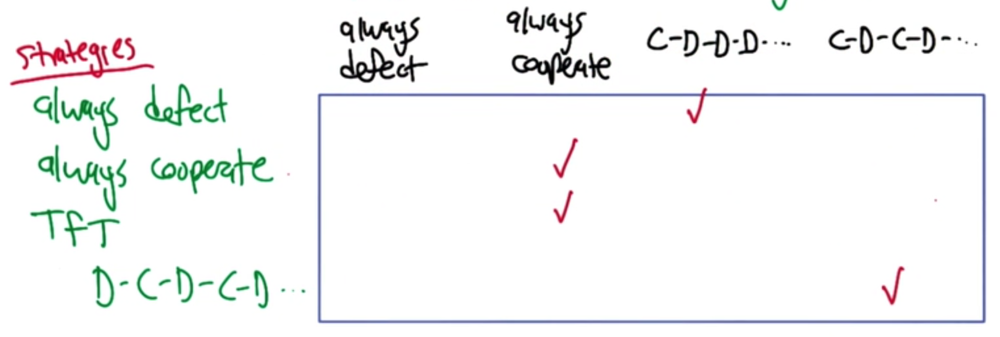 always always
defect cooperate C-D-D-D.... C-D-C-D-...
strategies
always defect ✓
always cooperate ✓
TfT ✓
D-C-D-C-D... ✓